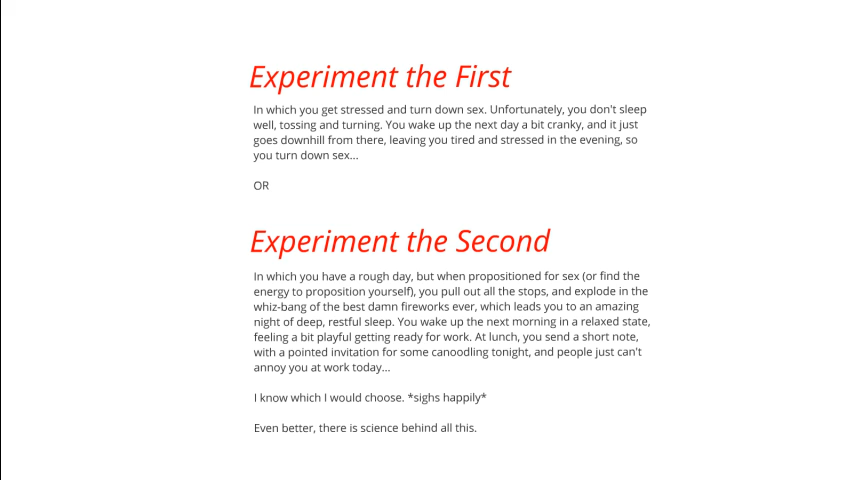 Experiment the First
In which you get stressed and turn down sex. Unfortunately, you don't sleep
well, tossing and turning. You wake up the next day a bit cranky, and it just
goes downhill from there, leaving you tired and stressed in the evening, so
you turn down sex...
OR
Experiment the Second
In which you have a rough day, but when propositioned for sex (or find the
energy to proposition yourself), you pull out all the stops, and explode in the
whiz-bang of the best damn fireworks ever, which leads you to an amazing
night of deep, restful sleep. You wake up the next morning in a relaxed state,
feeling a bit playful getting ready for work. At lunch, you send a short note,
with a pointed invitation for some canoodling tonight, and people just can't
annoy you at work today...
I know which I would choose. *sighs happily*
Even better, there is science behind all this.